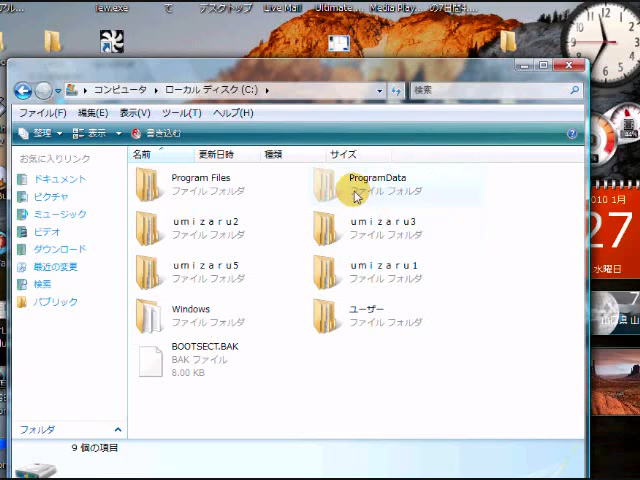 lew.exe て デスクトップ Live Mail Ultimate... Media Play...
コンピュータ ▸ ローカル ディスク (C:) ▸
検索
ファイル(F) 編集(E) 表示(V) ツール(T) ヘルプ(H)
整理 表示 書き込む
お気に入りリンク
ドキュメント
ピクチャ
ミュージック
ビデオ
ダウンロード
最近の変更
検索
パブリック
フォルダ
名前 更新日時 種類 サイズ
Program Files
ファイル フォルダ
ProgramData
ファイル フォルダ
ｕｍｉｚａｒｕ２
ファイル フォルダ
ｕｍｉｚａｒｕ３
ファイル フォルダ
ｕｍｉｚａｒｕ５
ファイル フォルダ
ｕｍｉｚａｒｕ１
ファイル フォルダ
Windows
ファイル フォルダ
ユーザー
ファイル フォルダ
BOOTSECT.BAK
BAK ファイル
8.00 KB
9 個の項目
010 1月
27
水曜日